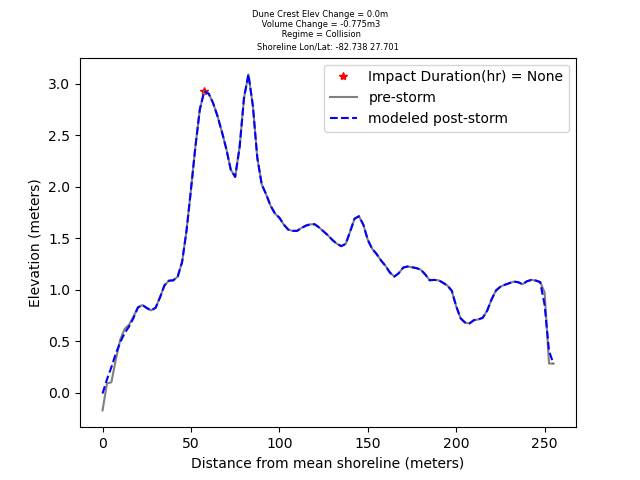 Dune Crest Elev Change = 0.0m
Volume Change = -0.775m3
Regime = Collision
Shoreline Lon/Lat: -82.738 27.701
Impact Duration(hr) = None
pre-storm
modeled post-storm
Elevation (meters)
3.0
2.5
2.0
1.5
1.0
0.5
0.0
0 50 100 150 200 250
Distance from mean shoreline (meters)